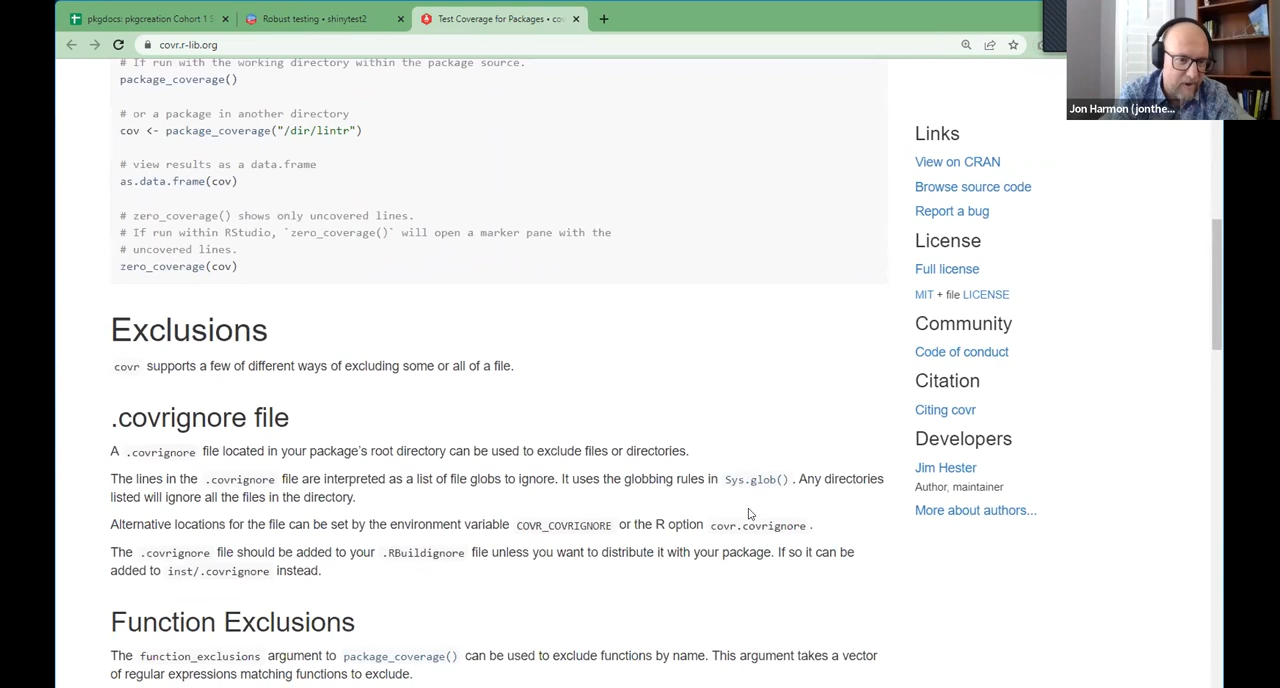 pkgdocs: pkgcreation Cohort 1 S
Robust testing • shinytest2
Test Coverage for Packages • cov
covr.r-lib.org
Jon Harmon (jonthe...
# If run with the working directory within the package source.
package_coverage()
# or a package in another directory
cov <- package_coverage("/dir/lintr")
# view results as a data.frame
as.data.frame(cov)
# zero_coverage() shows only uncovered lines.
# If run within RStudio, `zero_coverage()` will open a marker pane with the
# uncovered lines.
zero_coverage(cov)
Exclusions
covr supports a few of different ways of excluding some or all of a file.
.covrignore file
A .covrignore file located in your package's root directory can be used to exclude files or directories.
The lines in the .covrignore file are interpreted as a list of file globs to ignore. It uses the globbing rules in Sys.glob(). Any directories
listed will ignore all the files in the directory.
Alternative locations for the file can be set by the environment variable COVR_COVRIGNORE or the R option covr.covrignore.
The .covrignore file should be added to your .RBuildignore file unless you want to distribute it with your package. If so it can be
added to inst/.covrignore instead.
Function Exclusions
The function_exclusions argument to package_coverage() can be used to exclude functions by name. This argument takes a vector
of regular expressions matching functions to exclude.
Links
View on CRAN
Browse source code
Report a bug
License
Full license
MIT + file LICENSE
Community
Code of conduct
Citation
Citing covr
Developers
Jim Hester
Author, maintainer
More about authors...